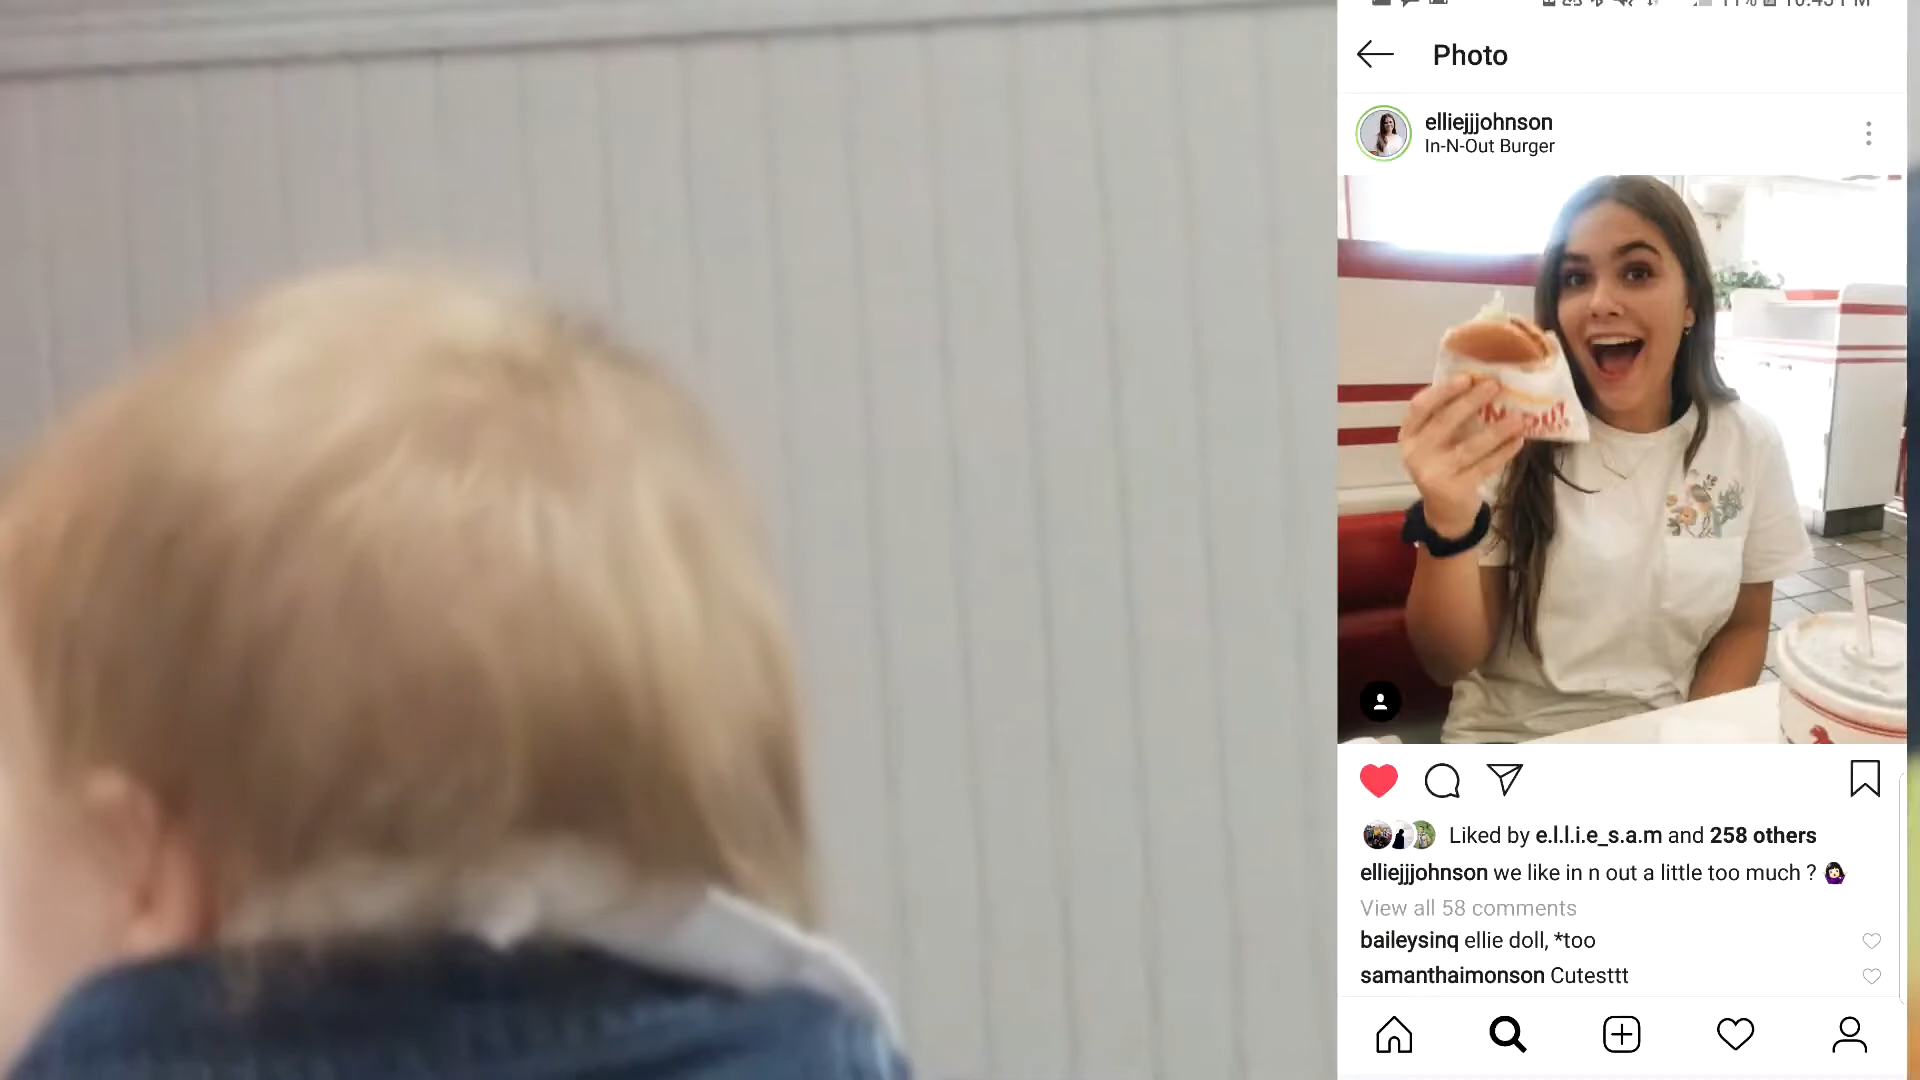 Photo
elliejjjohnson
In-N-Out Burger
Liked by e.l.l.i.e_s.a.m and 258 others
elliejjjohnson we like in n out a little too much ?
View all 58 comments
baileysinq ellie doll, *too
samanthaimonson Cutesttt